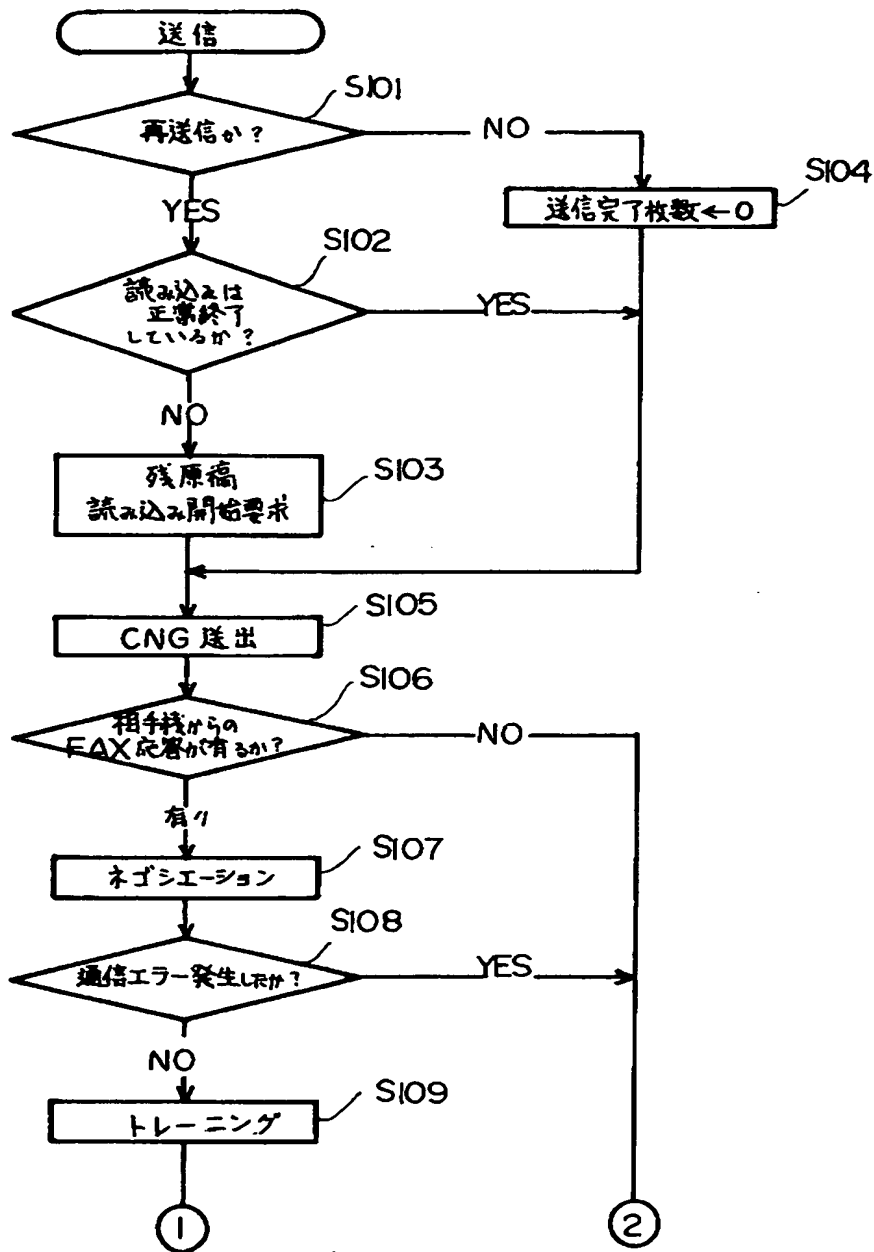 送信
S101
再送信か?
NO
S104
送信完了枚数←0
YES
S102
読み込みは
正常終了
しているか?
YES
NO
残原稿
読み込み開始要求
S103
S105
CNG送出
S106
相手機からの
FAX応答が有るか?
NO
有り
S107
ネゴシエーション
S108
通信エラー発生したか?
YES
NO
S109
トレーニング
1
2